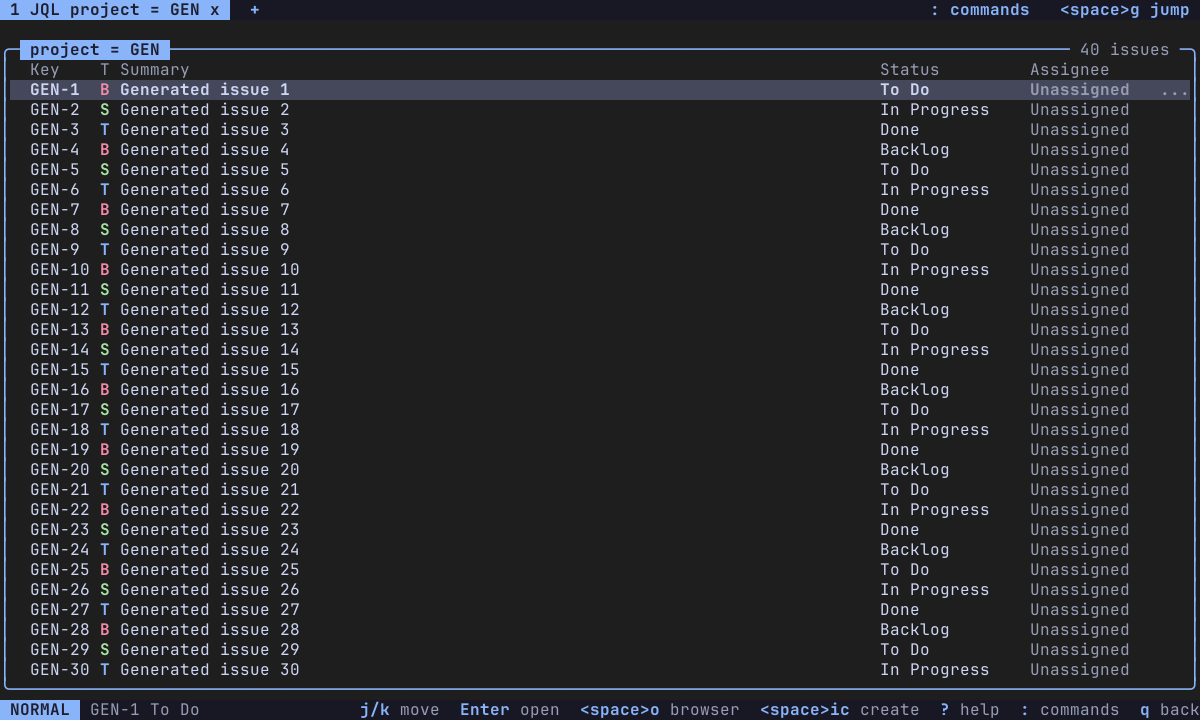 1 JQL project = GEN x + : commands <space>g jump
project = GEN 40 issues
Key T Summary Status Assignee
GEN-1 B Generated issue 1 To Do Unassigned ...
GEN-2 S Generated issue 2 In Progress Unassigned
GEN-3 T Generated issue 3 Done Unassigned
GEN-4 B Generated issue 4 Backlog Unassigned
GEN-5 S Generated issue 5 To Do Unassigned
GEN-6 T Generated issue 6 In Progress Unassigned
GEN-7 B Generated issue 7 Done Unassigned
GEN-8 S Generated issue 8 Backlog Unassigned
GEN-9 T Generated issue 9 To Do Unassigned
GEN-10 B Generated issue 10 In Progress Unassigned
GEN-11 S Generated issue 11 Done Unassigned
GEN-12 T Generated issue 12 Backlog Unassigned
GEN-13 B Generated issue 13 To Do Unassigned
GEN-14 S Generated issue 14 In Progress Unassigned
GEN-15 T Generated issue 15 Done Unassigned
GEN-16 B Generated issue 16 Backlog Unassigned
GEN-17 S Generated issue 17 To Do Unassigned
GEN-18 T Generated issue 18 In Progress Unassigned
GEN-19 B Generated issue 19 Done Unassigned
GEN-20 S Generated issue 20 Backlog Unassigned
GEN-21 T Generated issue 21 To Do Unassigned
GEN-22 B Generated issue 22 In Progress Unassigned
GEN-23 S Generated issue 23 Done Unassigned
GEN-24 T Generated issue 24 Backlog Unassigned
GEN-25 B Generated issue 25 To Do Unassigned
GEN-26 S Generated issue 26 In Progress Unassigned
GEN-27 T Generated issue 27 Done Unassigned
GEN-28 B Generated issue 28 Backlog Unassigned
GEN-29 S Generated issue 29 To Do Unassigned
GEN-30 T Generated issue 30 In Progress Unassigned
NORMAL GEN-1 To Do j/k move Enter open <space>o browser <space>ic create ? help : commands q back